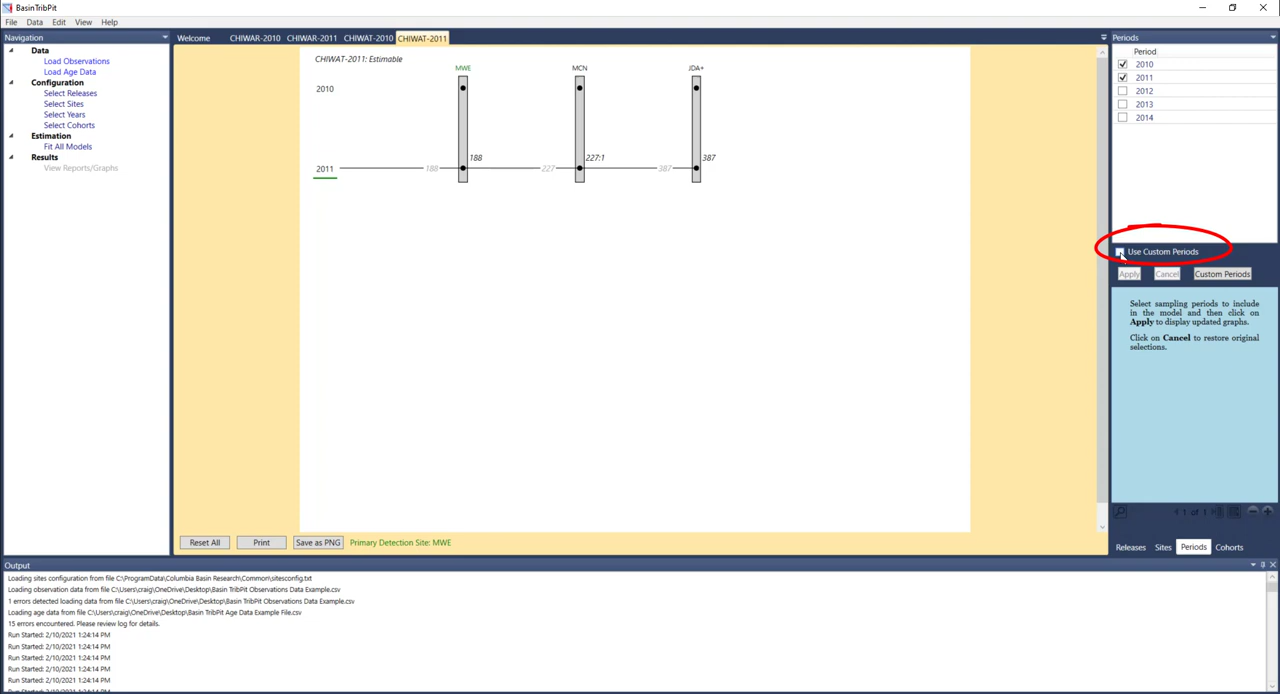 BasinTribPit
File Data Edit View Help
Navigation
Data
Load Observations
Load Age Data
Configuration
Select Releases
Select Sites
Select Years
Select Cohorts
Estimation
Fit All Models
Results
View Reports/Graphs
Welcome CHIWAR-2010 CHIWAR-2011 CHIWAT-2010 CHIWAT-2011
CHIWAT-2011: Estimable
MWE MCN JDA+
2010
188 227:1 387
2011 188 227 387
Reset All Print Save as PNG Primary Detection Site: MWE
Periods
Period
2010
2011
2012
2013
2014
Use Custom Periods
Apply Cancel Custom Periods
Select sampling periods to include
in the model and then click on
Apply to display updated graphs.
Click on Cancel to restore original
selections.
1 of 1
Releases Sites Periods Cohorts
Output
Loading sites configuration from file C:\ProgramData\Columbia Basin Research\Common\sitesconfig.txt
Loading observation data from file C:\Users\craig\OneDrive\Desktop\Basin TribPit Observations Data Example.csv
1 errors detected loading data from file C:\Users\craig\OneDrive\Desktop\Basin TribPit Observations Data Example.csv
Loading age data from file C:\Users\craig\OneDrive\Desktop\Basin TribPit Age Data Example File.csv
15 errors encountered. Please review log for details.
Run Started: 2/10/2021 1:24:14 PM
Run Started: 2/10/2021 1:24:14 PM
Run Started: 2/10/2021 1:24:14 PM
Run Started: 2/10/2021 1:24:14 PM
Run Started: 2/10/2021 1:24:14 PM